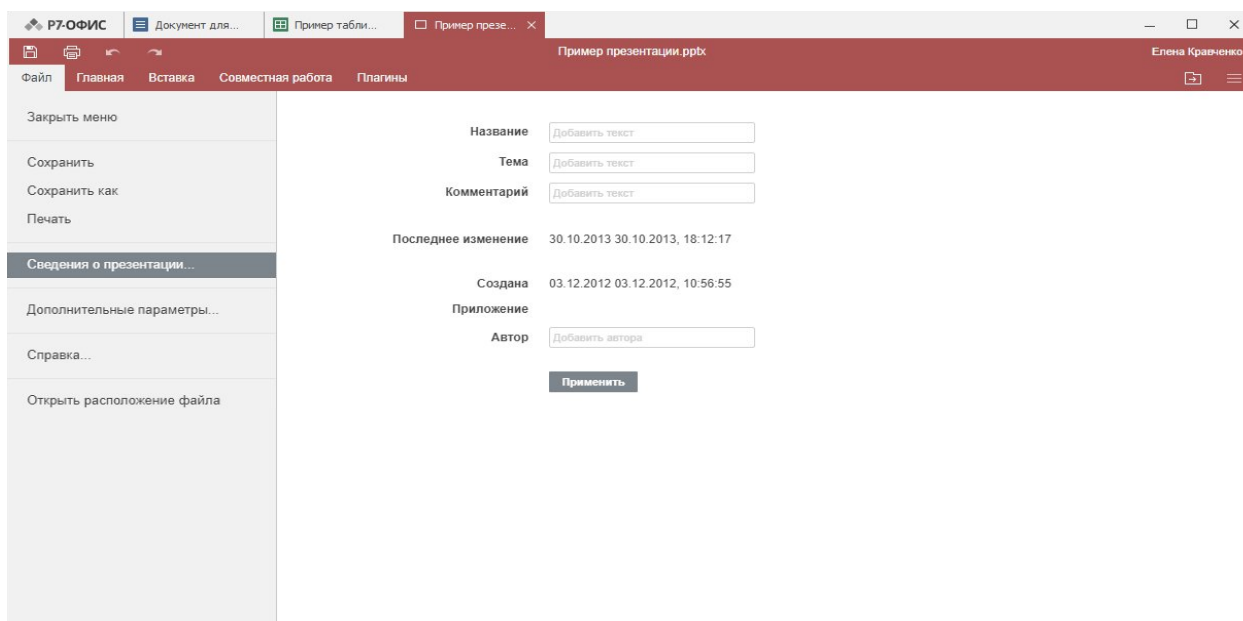 Р7-ОФИС Документ для... Пример табли... Пример презе...
Пример презентации.pptx Елена Кравченко
Файл Главная Вставка Совместная работа Плагины
Закрыть меню
Сохранить
Сохранить как
Печать
Сведения о презентации...
Дополнительные параметры...
Справка...
Открыть расположение файла
Название Добавить текст
Тема Добавить текст
Комментарий Добавить текст
Последнее изменение 30.10.2013 30.10.2013, 18:12:17
Создана 03.12.2012 03.12.2012, 10:56:55
Приложение
Автор Добавить автора
Применить